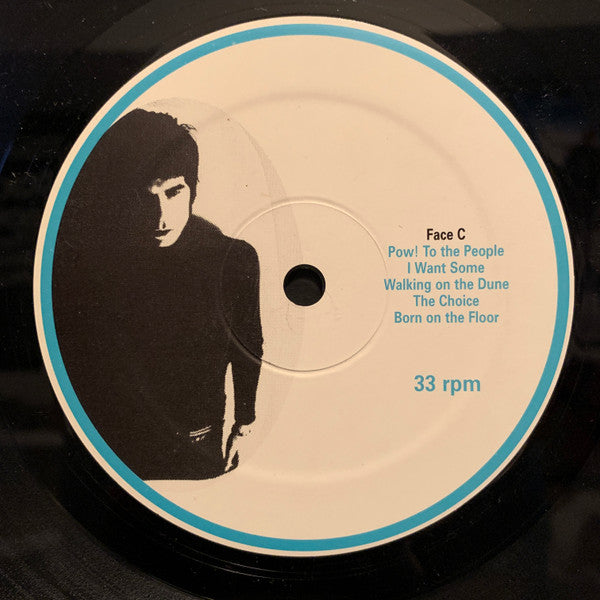 Face C
Pow! To the People
I Want Some
Walking on the Dune
The Choice
Born on the Floor
33 rpm